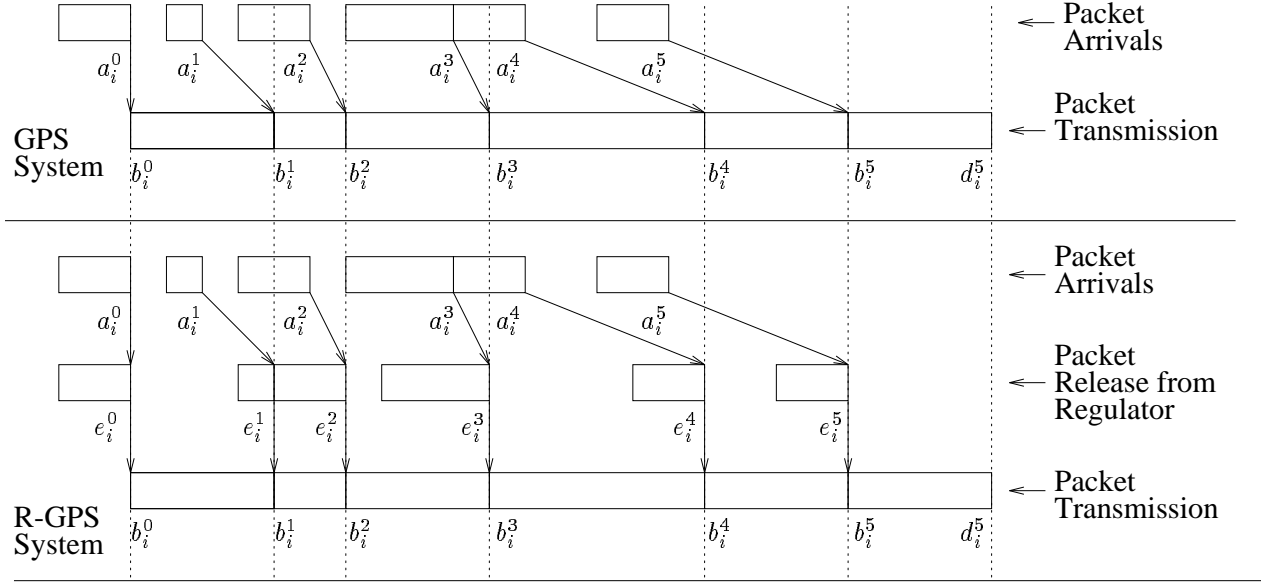 Packet
Arrivals
a_i^0 a_i^1 a_i^2 a_i^3 a_i^4 a_i^5
Packet
Transmission
GPS
System
b_i^0 b_i^1 b_i^2 b_i^3 b_i^4 b_i^5 d_i^5
Packet
Arrivals
a_i^0 a_i^1 a_i^2 a_i^3 a_i^4 a_i^5
Packet
Release from
Regulator
e_i^0 e_i^1 e_i^2 e_i^3 e_i^4 e_i^5
Packet
Transmission
R-GPS
System
b_i^0 b_i^1 b_i^2 b_i^3 b_i^4 b_i^5 d_i^5